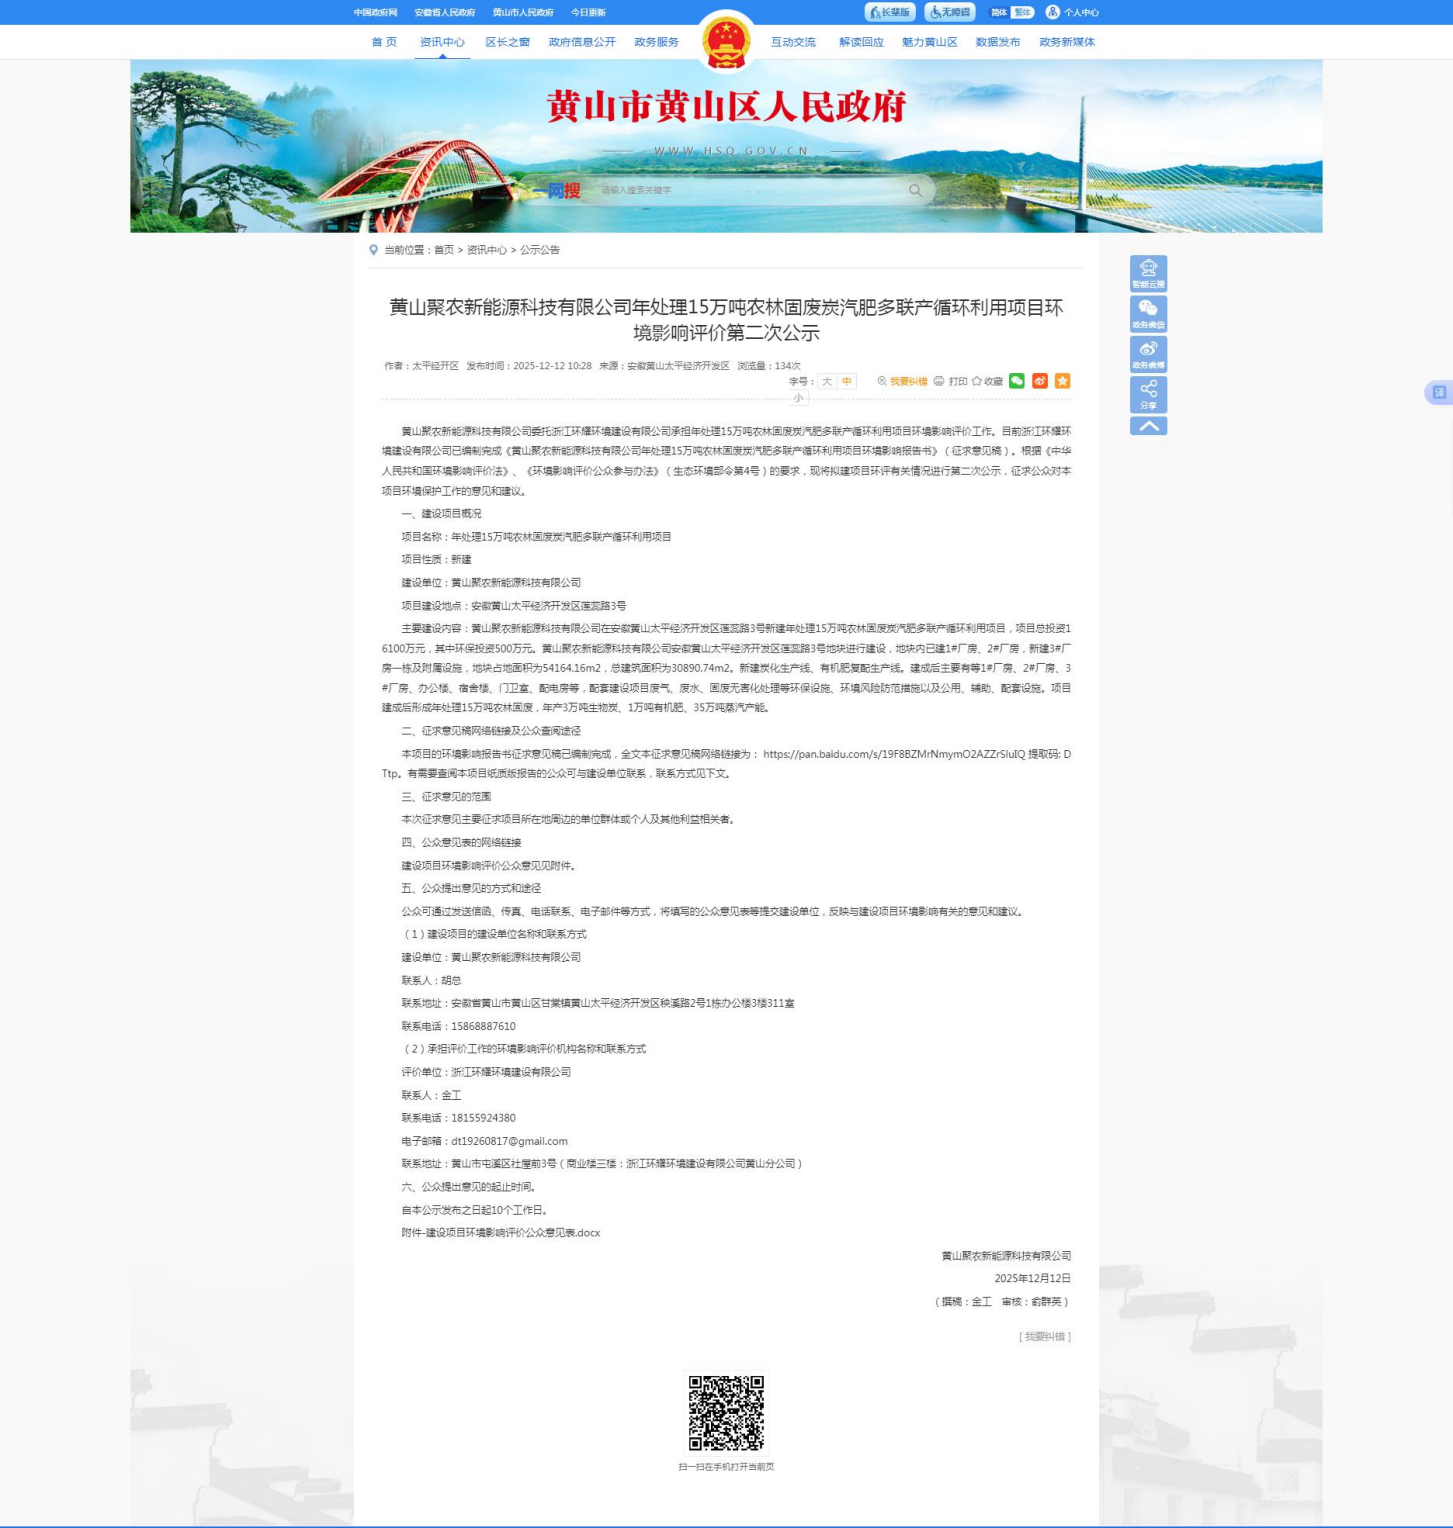 中国政府网 安徽省人民政府 黄山市人民政府 今日更新 长辈版 无障碍 简体 繁体 个人中心
首 页 资讯中心 区长之窗 政府信息公开 政务服务 互动交流 解读回应 魅力黄山区 数据发布 政务新媒体
黄山市黄山区人民政府
WWW.HSQ.GOV.CN
一网搜 请输入搜索关键字
当前位置：首页 > 资讯中心 > 公示公告
智能云搜
政务微信
政务微博
分享
译
黄山聚农新能源科技有限公司年处理15万吨农林固废炭汽肥多联产循环利用项目环
境影响评价第二次公示
作者：太平经开区 发布时间：2025-12-12 10:28 来源：安徽黄山太平经济开发区 浏览量：134次
字号： 大 中 我要纠错 打印 收藏
小
黄山聚农新能源科技有限公司委托浙江环耀环境建设有限公司承担年处理15万吨农林固废炭汽肥多联产循环利用项目环境影响评价工作。目前浙江环耀环
境建设有限公司已编制完成《黄山聚农新能源科技有限公司年处理15万吨农林固废炭汽肥多联产循环利用项目环境影响报告书》（征求意见稿）。根据《中华
人民共和国环境影响评价法》、《环境影响评价公众参与办法》（生态环境部令第4号）的要求，现将拟建项目环评有关情况进行第二次公示，征求公众对本
项目环境保护工作的意见和建议。
一、建设项目概况
项目名称：年处理15万吨农林固废炭汽肥多联产循环利用项目
项目性质：新建
建设单位：黄山聚农新能源科技有限公司
项目建设地点：安徽黄山太平经济开发区莲蕊路3号
主要建设内容：黄山聚农新能源科技有限公司在安徽黄山太平经济开发区莲蕊路3号新建年处理15万吨农林固废炭汽肥多联产循环利用项目，项目总投资1
6100万元，其中环保投资500万元。黄山聚农新能源科技有限公司安徽黄山太平经济开发区莲蕊路3号地块进行建设，地块内已建1#厂房、2#厂房，新建3#厂
房一栋及附属设施，地块占地面积为54164.16m2，总建筑面积为30890.74m2。新建炭化生产线、有机肥复配生产线。建成后主要有等1#厂房、2#厂房、3
#厂房、办公楼、宿舍楼、门卫室、配电房等，配套建设项目废气、废水、固废无害化处理等环保设施、环境风险防范措施以及公用、辅助、配套设施。项目
建成后形成年处理15万吨农林固废，年产3万吨生物炭、1万吨有机肥、35万吨蒸汽产能。
二、征求意见稿网络链接及公众查阅途径
本项目的环境影响报告书征求意见稿已编制完成，全文本征求意见稿网络链接为： https://pan.baidu.com/s/19F8BZMrNmymO2AZZrSluIQ 提取码: D
Ttp。有需要查阅本项目纸质版报告的公众可与建设单位联系，联系方式见下文。
三、征求意见的范围
本次征求意见主要征求项目所在地周边的单位群体或个人及其他利益相关者。
四、公众意见表的网络链接
建设项目环境影响评价公众意见见附件。
五、公众提出意见的方式和途径
公众可通过发送信函、传真、电话联系、电子邮件等方式，将填写的公众意见表等提交建设单位，反映与建设项目环境影响有关的意见和建议。
（1）建设项目的建设单位名称和联系方式
建设单位：黄山聚农新能源科技有限公司
联系人：胡总
联系地址：安徽省黄山市黄山区甘棠镇黄山太平经济开发区秧溪路2号1栋办公楼3楼311室
联系电话：15868887610
（2）承担评价工作的环境影响评价机构名称和联系方式
评价单位：浙江环耀环境建设有限公司
联系人：金工
联系电话：18155924380
电子邮箱：dt19260817@gmail.com
联系地址：黄山市屯溪区社屋前3号（商业楼三楼：浙江环耀环境建设有限公司黄山分公司）
六、公众提出意见的起止时间。
自本公示发布之日起10个工作日。
附件-建设项目环境影响评价公众意见表.docx
黄山聚农新能源科技有限公司
2025年12月12日
（撰稿：金工 审核：俞群英）
[ 我要纠错 ]
扫一扫在手机打开当前页